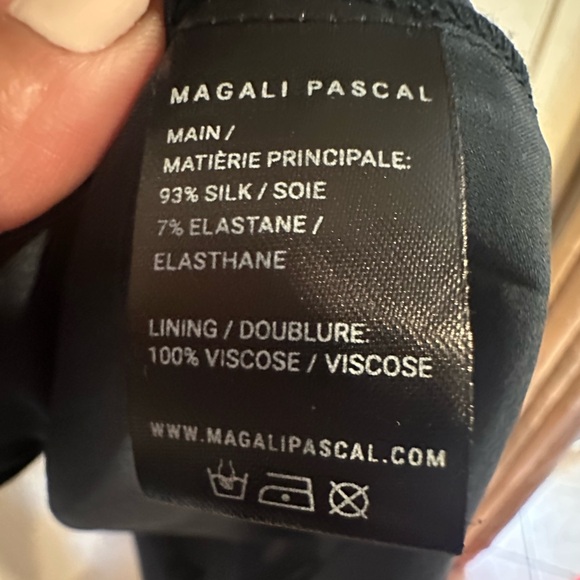 MAGALI PASCAL
MAIN /
MATIÈRIE PRINCIPALE:
93% SILK / SOIE
7% ELASTANE /
ELASTHANE
LINING / DOUBLURE:
100% VISCOSE / VISCOSE
WWW.MAGALIPASCAL.COM